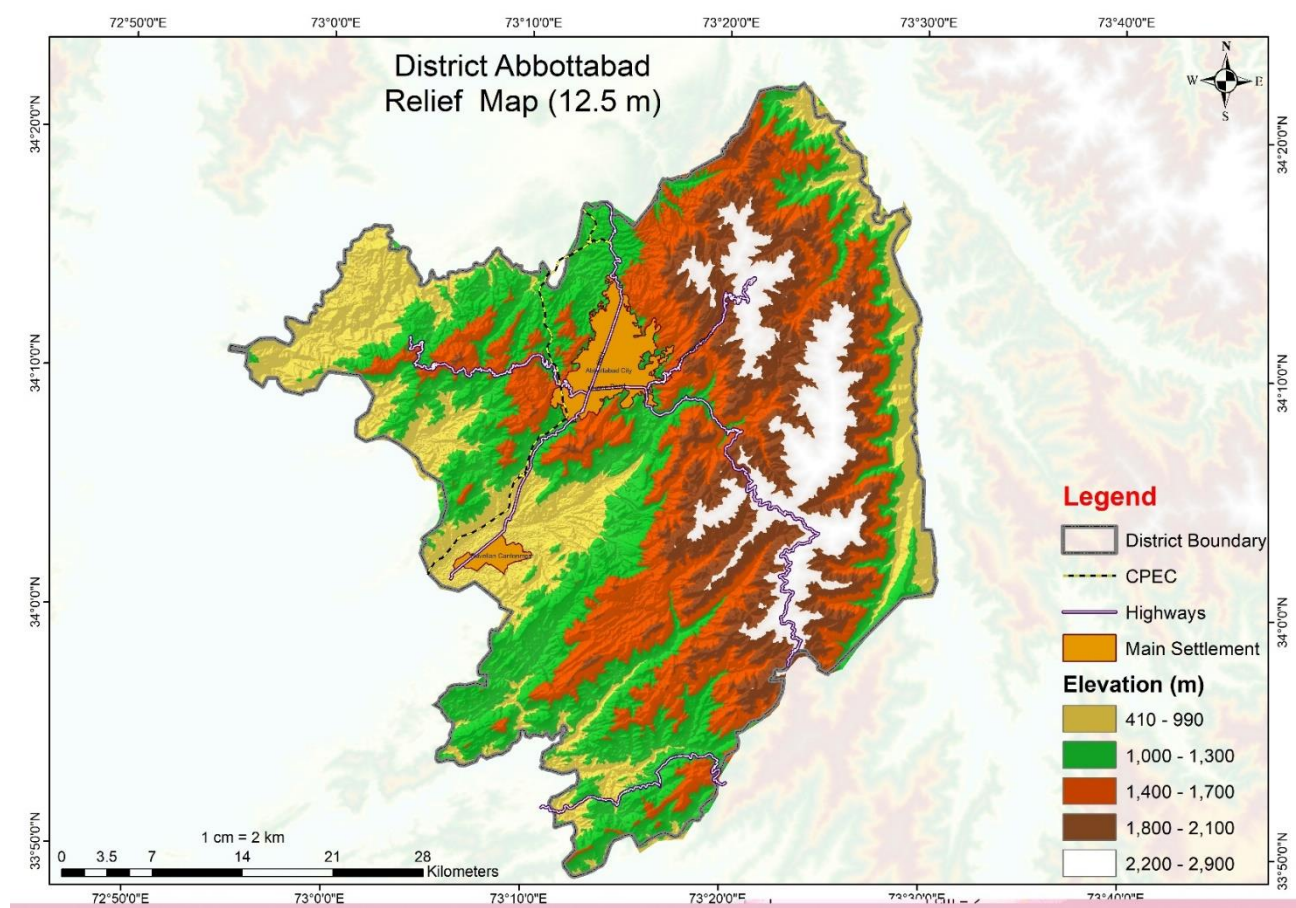 72°50'0"E 73°0'0"E 73°10'0"E 73°20'0"E 73°30'0"E 73°40'0"E
District Abbottabad
Relief Map (12.5 m)
N
W E
S
34°20'0"N 34°20'0"N
34°10'0"N 34°10'0"N
Abbottabad City
34°0'0"N 34°0'0"N
33°50'0"N 33°50'0"N
Legend
District Boundary
CPEC
Highways
Main Settlement
Elevation (m)
410 - 990
1,000 - 1,300
1,400 - 1,700
1,800 - 2,100
2,200 - 2,900
1 cm = 2 km
0 3.5 7 14 21 28
Kilometers
72°50'0"E 73°0'0"E 73°10'0"E 73°20'0"E 73°30'0"E 73°40'0"E